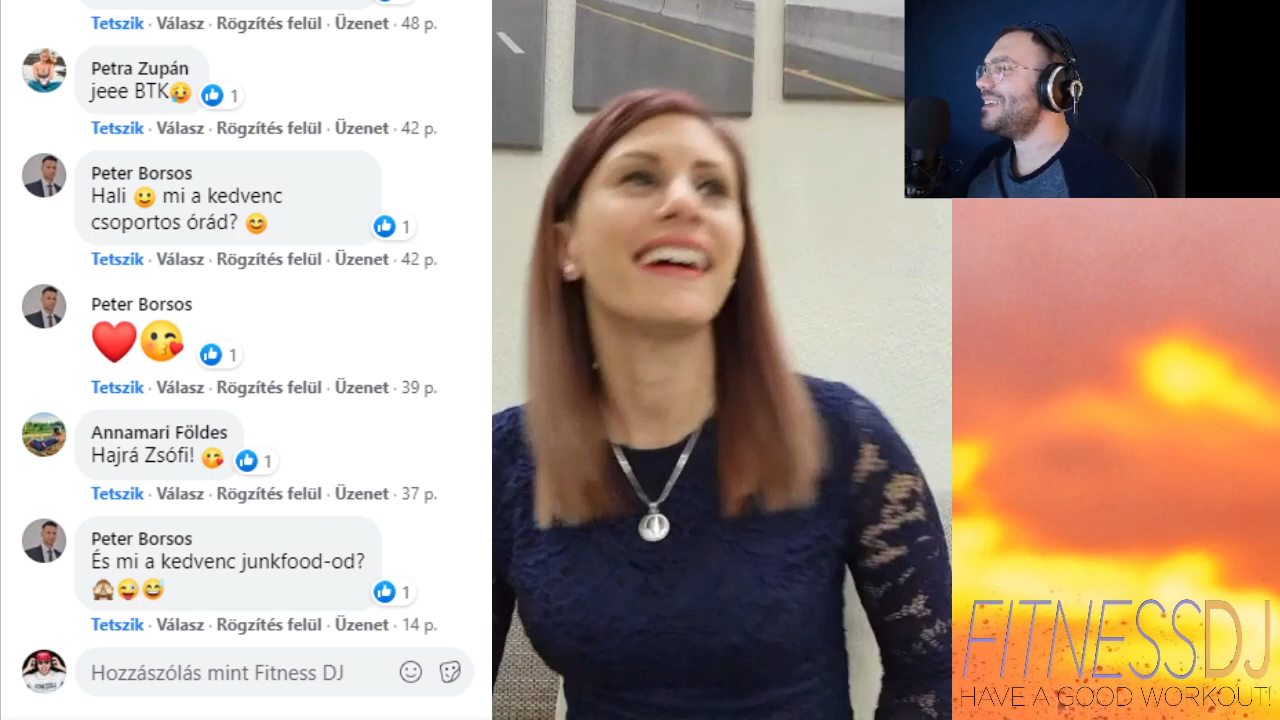 Tetszik · Válasz · Rögzítés felül · Üzenet · 48 p.
Petra Zupán
jeee BTK😥 1
Tetszik · Válasz · Rögzítés felül · Üzenet · 42 p.
Peter Borsos
Hali 🙂 mi a kedvenc
csoportos órád? 😊 1
Tetszik · Válasz · Rögzítés felül · Üzenet · 42 p.
Peter Borsos
❤️😘 1
Tetszik · Válasz · Rögzítés felül · Üzenet · 39 p.
Annamari Földes
Hajrá Zsófi! 😘 1
Tetszik · Válasz · Rögzítés felül · Üzenet · 37 p.
Peter Borsos
És mi a kedvenc junkfood-od?
🙈😜😅 1
Tetszik · Válasz · Rögzítés felül · Üzenet · 14 p.
Hozzászólás mint Fitness DJ
FITNESSDJ
HAVE A GOOD WORKOUT!